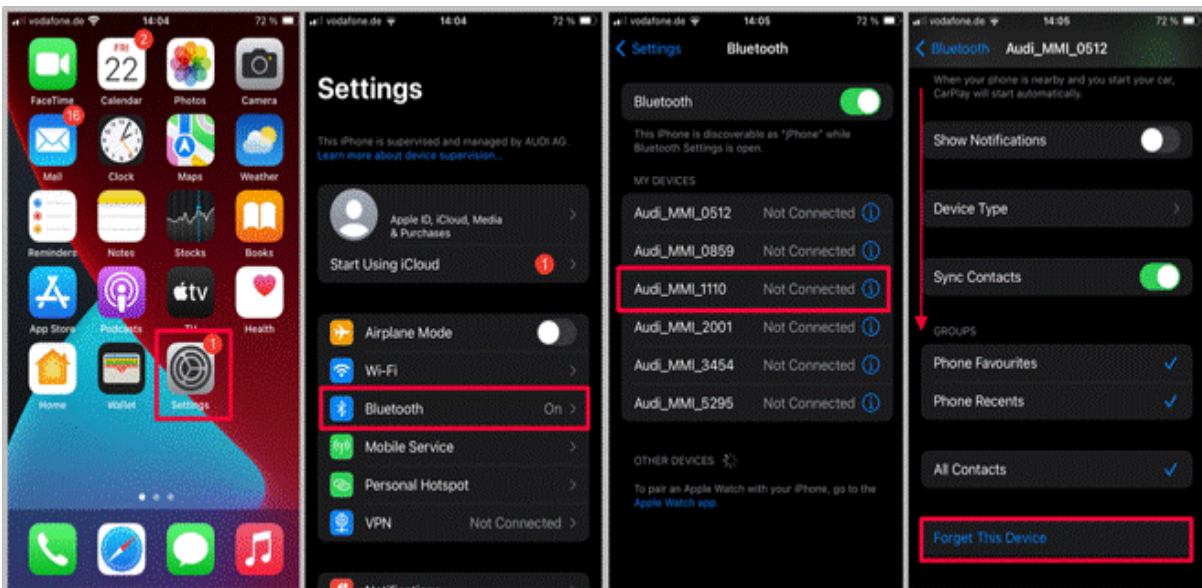 vodafone.de
14:04
72 %
2
FRI
22
FaceTime
Calendar
Photos
Camera
16
Mail
Clock
Maps
Weather
Reminders
Notes
Stocks
Books
tv
App Store
Podcasts
TV
Health
1
Home
Wallet
Settings
vodafone.de
14:04
72 %
Settings
This iPhone is supervised and managed by AUDI AG.
Learn more about device supervision...
Apple ID, iCloud, Media
& Purchases
Start Using iCloud
1
Airplane Mode
Wi-Fi
Bluetooth
On
Mobile Service
Personal Hotspot
VPN
Not Connected
Notifications
vodafone.de
14:05
72 %
Settings
Bluetooth
Bluetooth
This iPhone is discoverable as "jPhone" while
Bluetooth Settings is open.
MY DEVICES
Audi_MMI_0512 Not Connected
Audi_MMI_0859 Not Connected
Audi_MMI_1110 Not Connected
Audi_MMI_2001 Not Connected
Audi_MMI_3454 Not Connected
Audi_MMI_5295 Not Connected
OTHER DEVICES
To pair an Apple Watch with your iPhone, go to the
Apple Watch app.
vodafone.de
14:05
72 %
Bluetooth
Audi_MMI_0512
When your phone is nearby and you start your car,
CarPlay will start automatically.
Show Notifications
Device Type
Sync Contacts
GROUPS
Phone Favourites
Phone Recents
All Contacts
Forget This Device